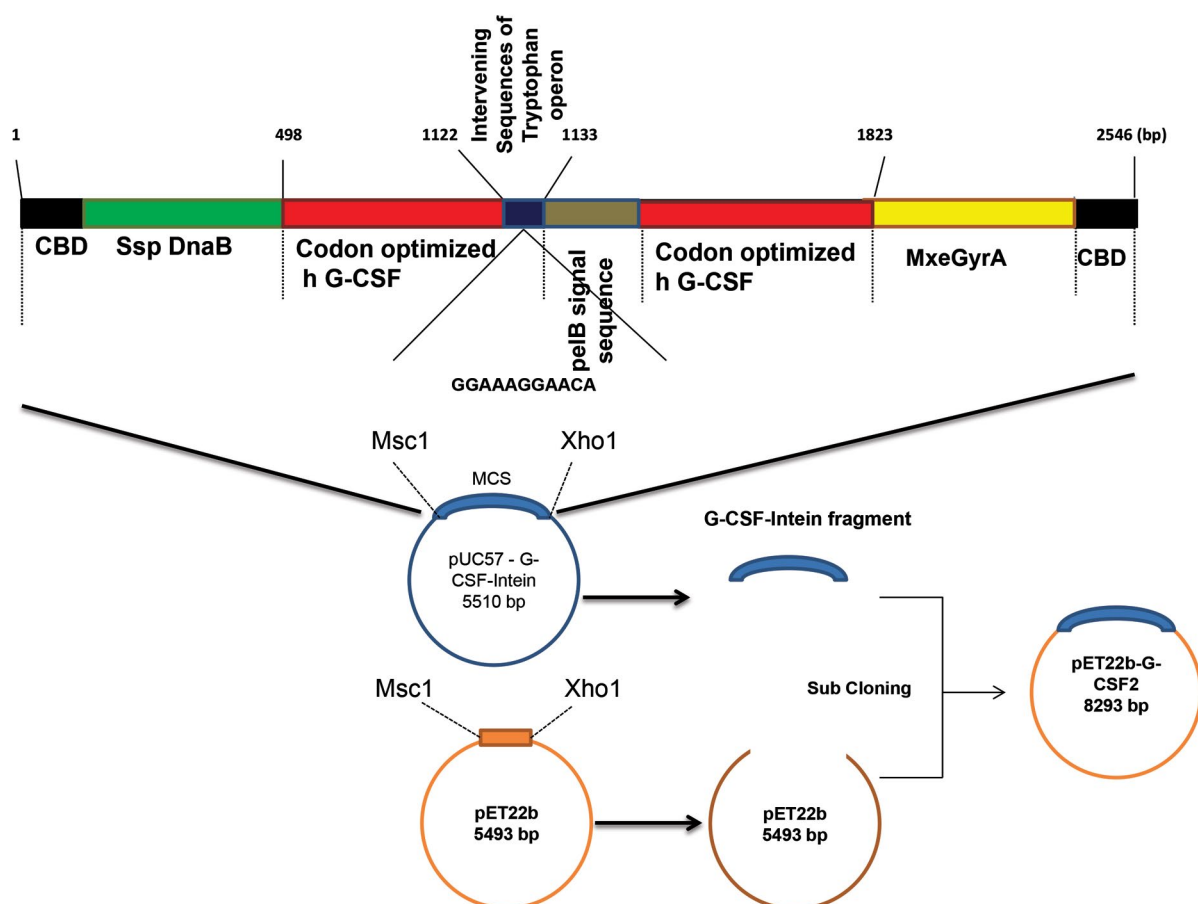 Intervening
Sequences of
Tryptophan
operon
1
498
1122
1133
1823
2546 (bp)
CBD
Ssp DnaB
Codon optimized
h G-CSF
pelB signal
sequence
Codon optimized
h G-CSF
MxeGyrA
CBD
GGAAAGGAACA
Msc1
Xho1
MCS
pUC57 - G-
CSF-Intein
5510 bp
G-CSF-Intein fragment
Msc1
Xho1
Sub Cloning
pET22b-G-
CSF2
8293 bp
pET22b
5493 bp
pET22b
5493 bp